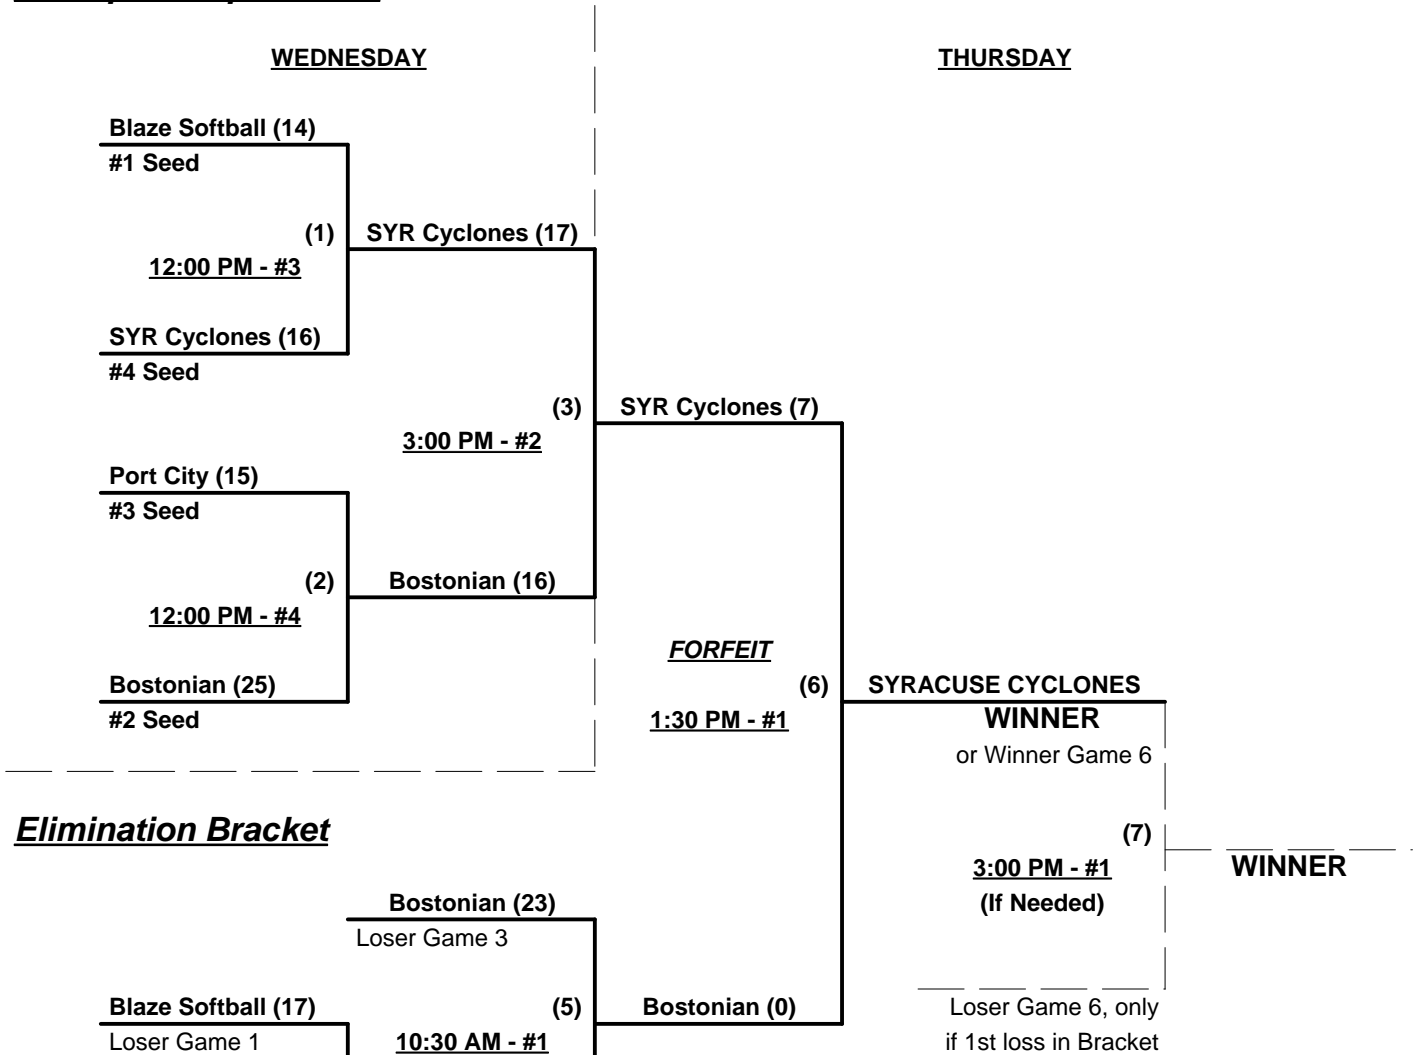 WEDNESDAY
THURSDAY
Blaze Softball (14)
#1 Seed
(1)
SYR Cyclones (17)
12:00 PM - #3
SYR Cyclones (16)
#4 Seed
(3)
SYR Cyclones (7)
3:00 PM - #2
Port City (15)
#3 Seed
(2)
Bostonian (16)
12:00 PM - #4
FORFEIT
Bostonian (25)
(6)
SYRACUSE CYCLONES
#2 Seed
1:30 PM - #1
WINNER
or Winner Game 6
Elimination Bracket
(7)
WINNER
3:00 PM - #1
(If Needed)
Bostonian (23)
Loser Game 3
Blaze Softball (17)
(5)
Bostonian (0)
Loser Game 6, only
Loser Game 1
10:30 AM - #1
if 1st loss in Bracket